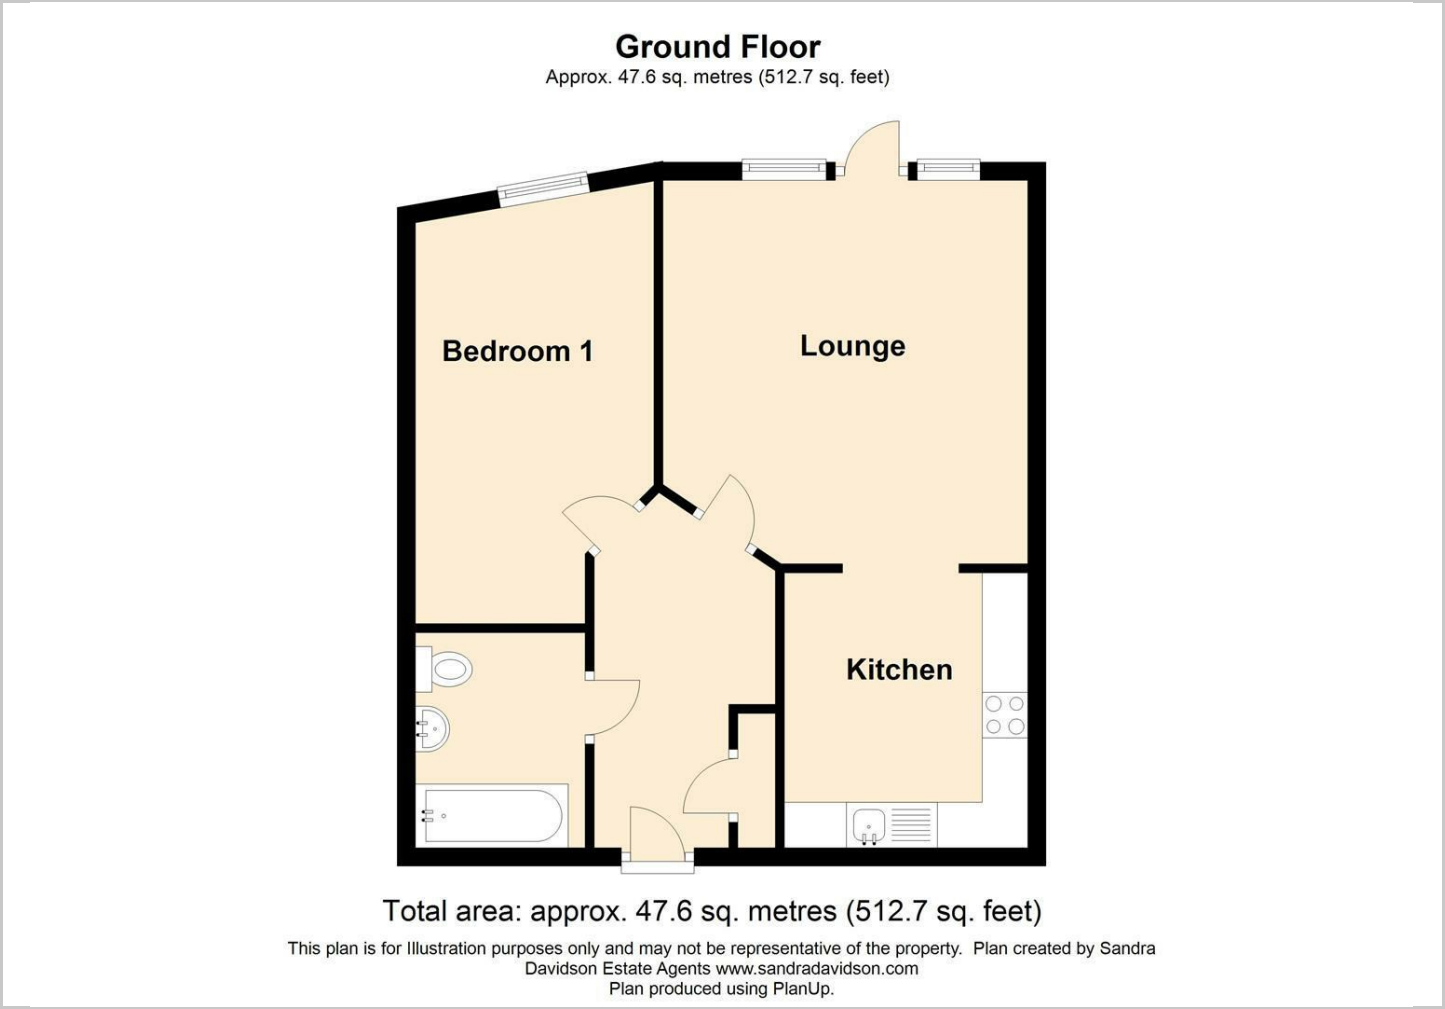 Ground Floor
Approx. 47.6 sq. metres (512.7 sq. feet)
Bedroom 1
Lounge
Kitchen
Total area: approx. 47.6 sq. metres (512.7 sq. feet)
This plan is for Illustration purposes only and may not be representative of the property. Plan created by Sandra
Davidson Estate Agents www.sandradavidson.com
Plan produced using PlanUp.